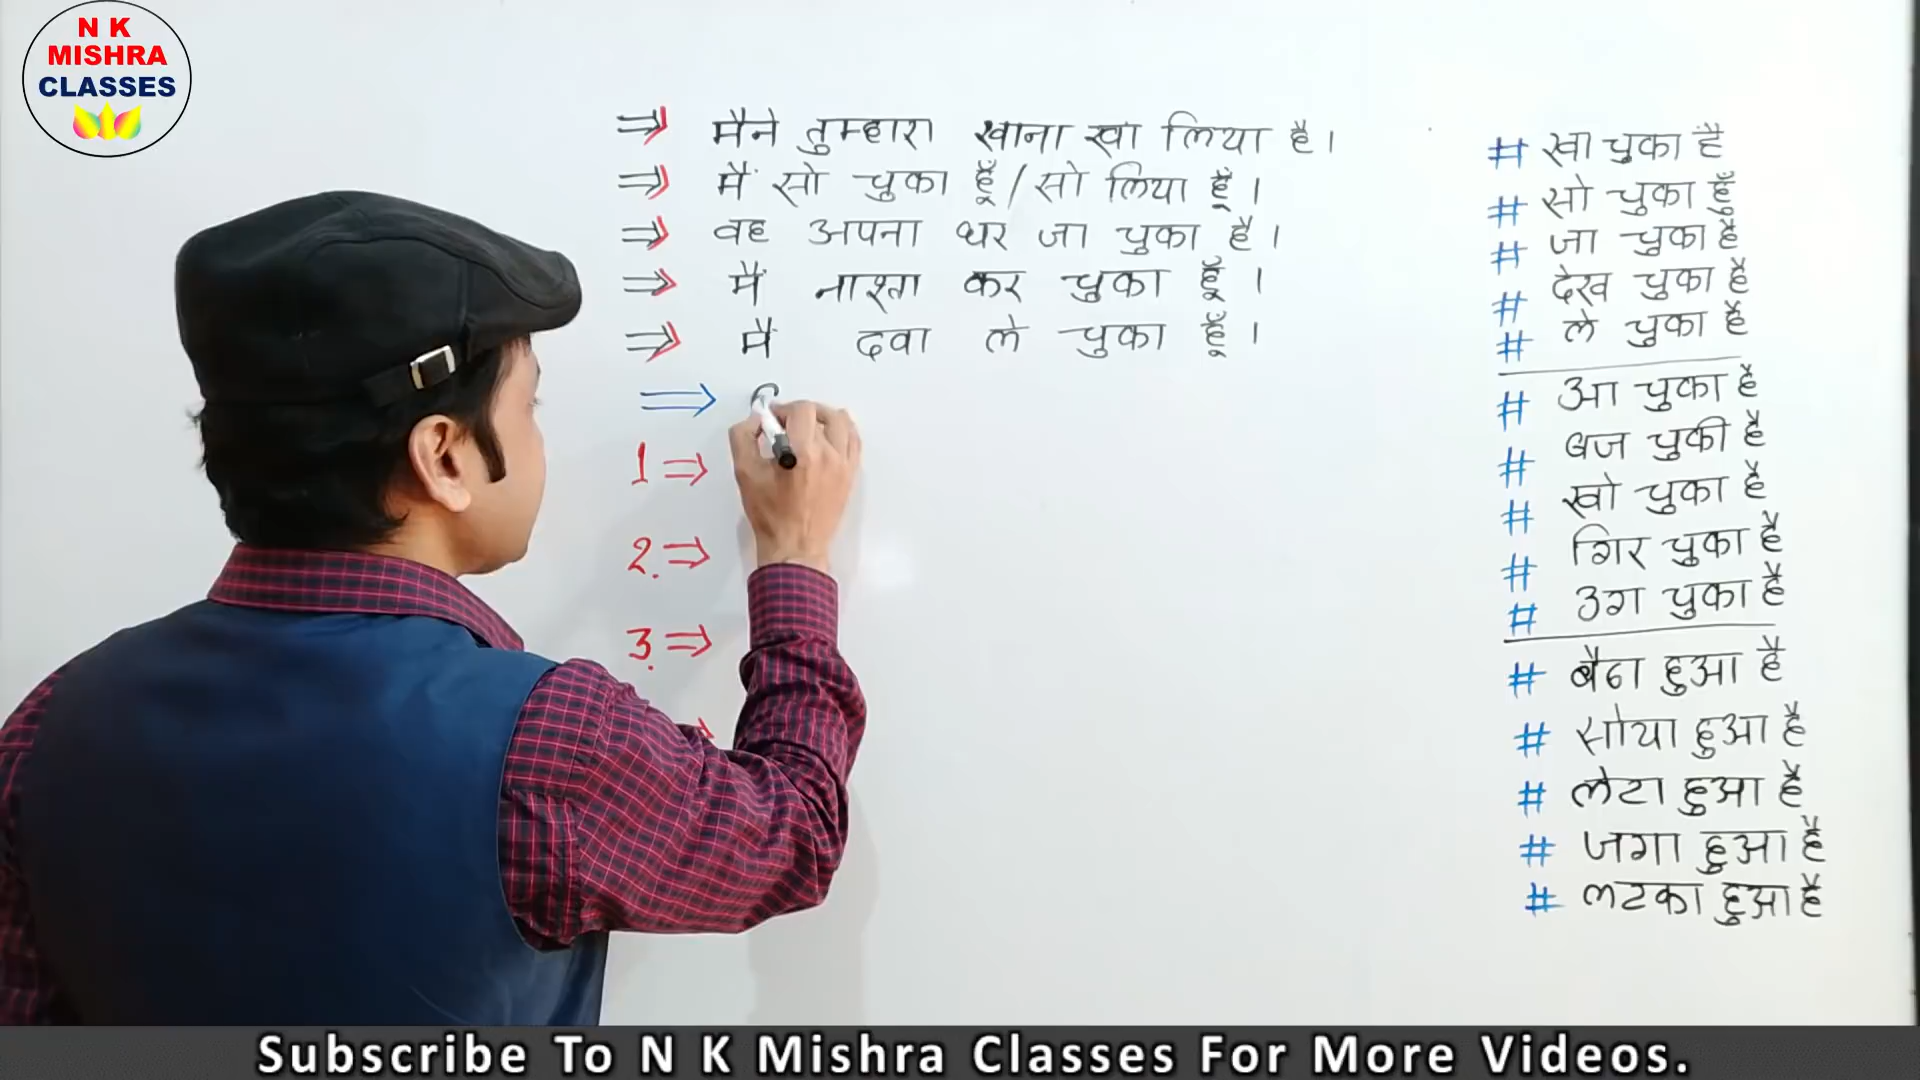 N K
MISHRA
CLASSES
⇒ मैने तुम्हारा खाना खा लिया है।
⇒ मैं सो चुका हूँ / सो लिया हूँ।
⇒ वह अपना घर जा चुका है।
⇒ मैं नाश्ता कर चुका हूँ।
⇒ मैं दवा ले चुका हूँ।
⇒
1 ⇒
2. ⇒
3. ⇒
# खा चुका है
# सो चुका हूँ
# जा चुका है
# देख चुका है
# ले चुका है
# आ चुका है
# बज चुकी है
# खो चुका है
# गिर चुका है
# उग चुका है
# बैठा हुआ है
# सोया हुआ है
# लेटा हुआ है
# जगा हुआ है
# लटका हुआ है
Subscribe To N K Mishra Classes For More Videos.